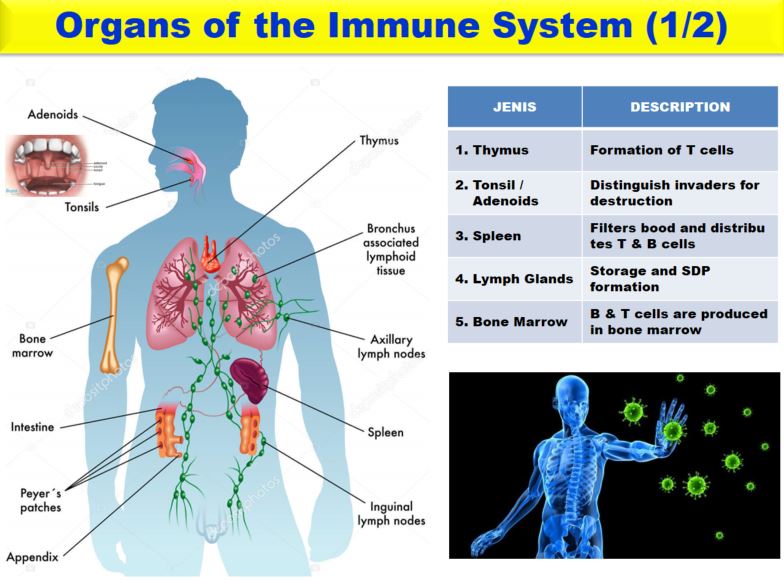 Organs of the Immune System (1/2)
Adenoids
Tonsils
Thymus
Bronchus
associated
lymphoid
tissue
Bone
marrow
Axillary
lymph nodes
Intestine
Spleen
Peyer´s
patches
Inguinal
lymph nodes
Appendix
JENIS
DESCRIPTION
1. Thymus
Formation of T cells
2. Tonsil /
Adenoids
Distinguish invaders for
destruction
3. Spleen
Filters bood and distribu
tes T & B cells
4. Lymph Glands
Storage and SDP
formation
5. Bone Marrow
B & T cells are produced
in bone marrow
depositphotos